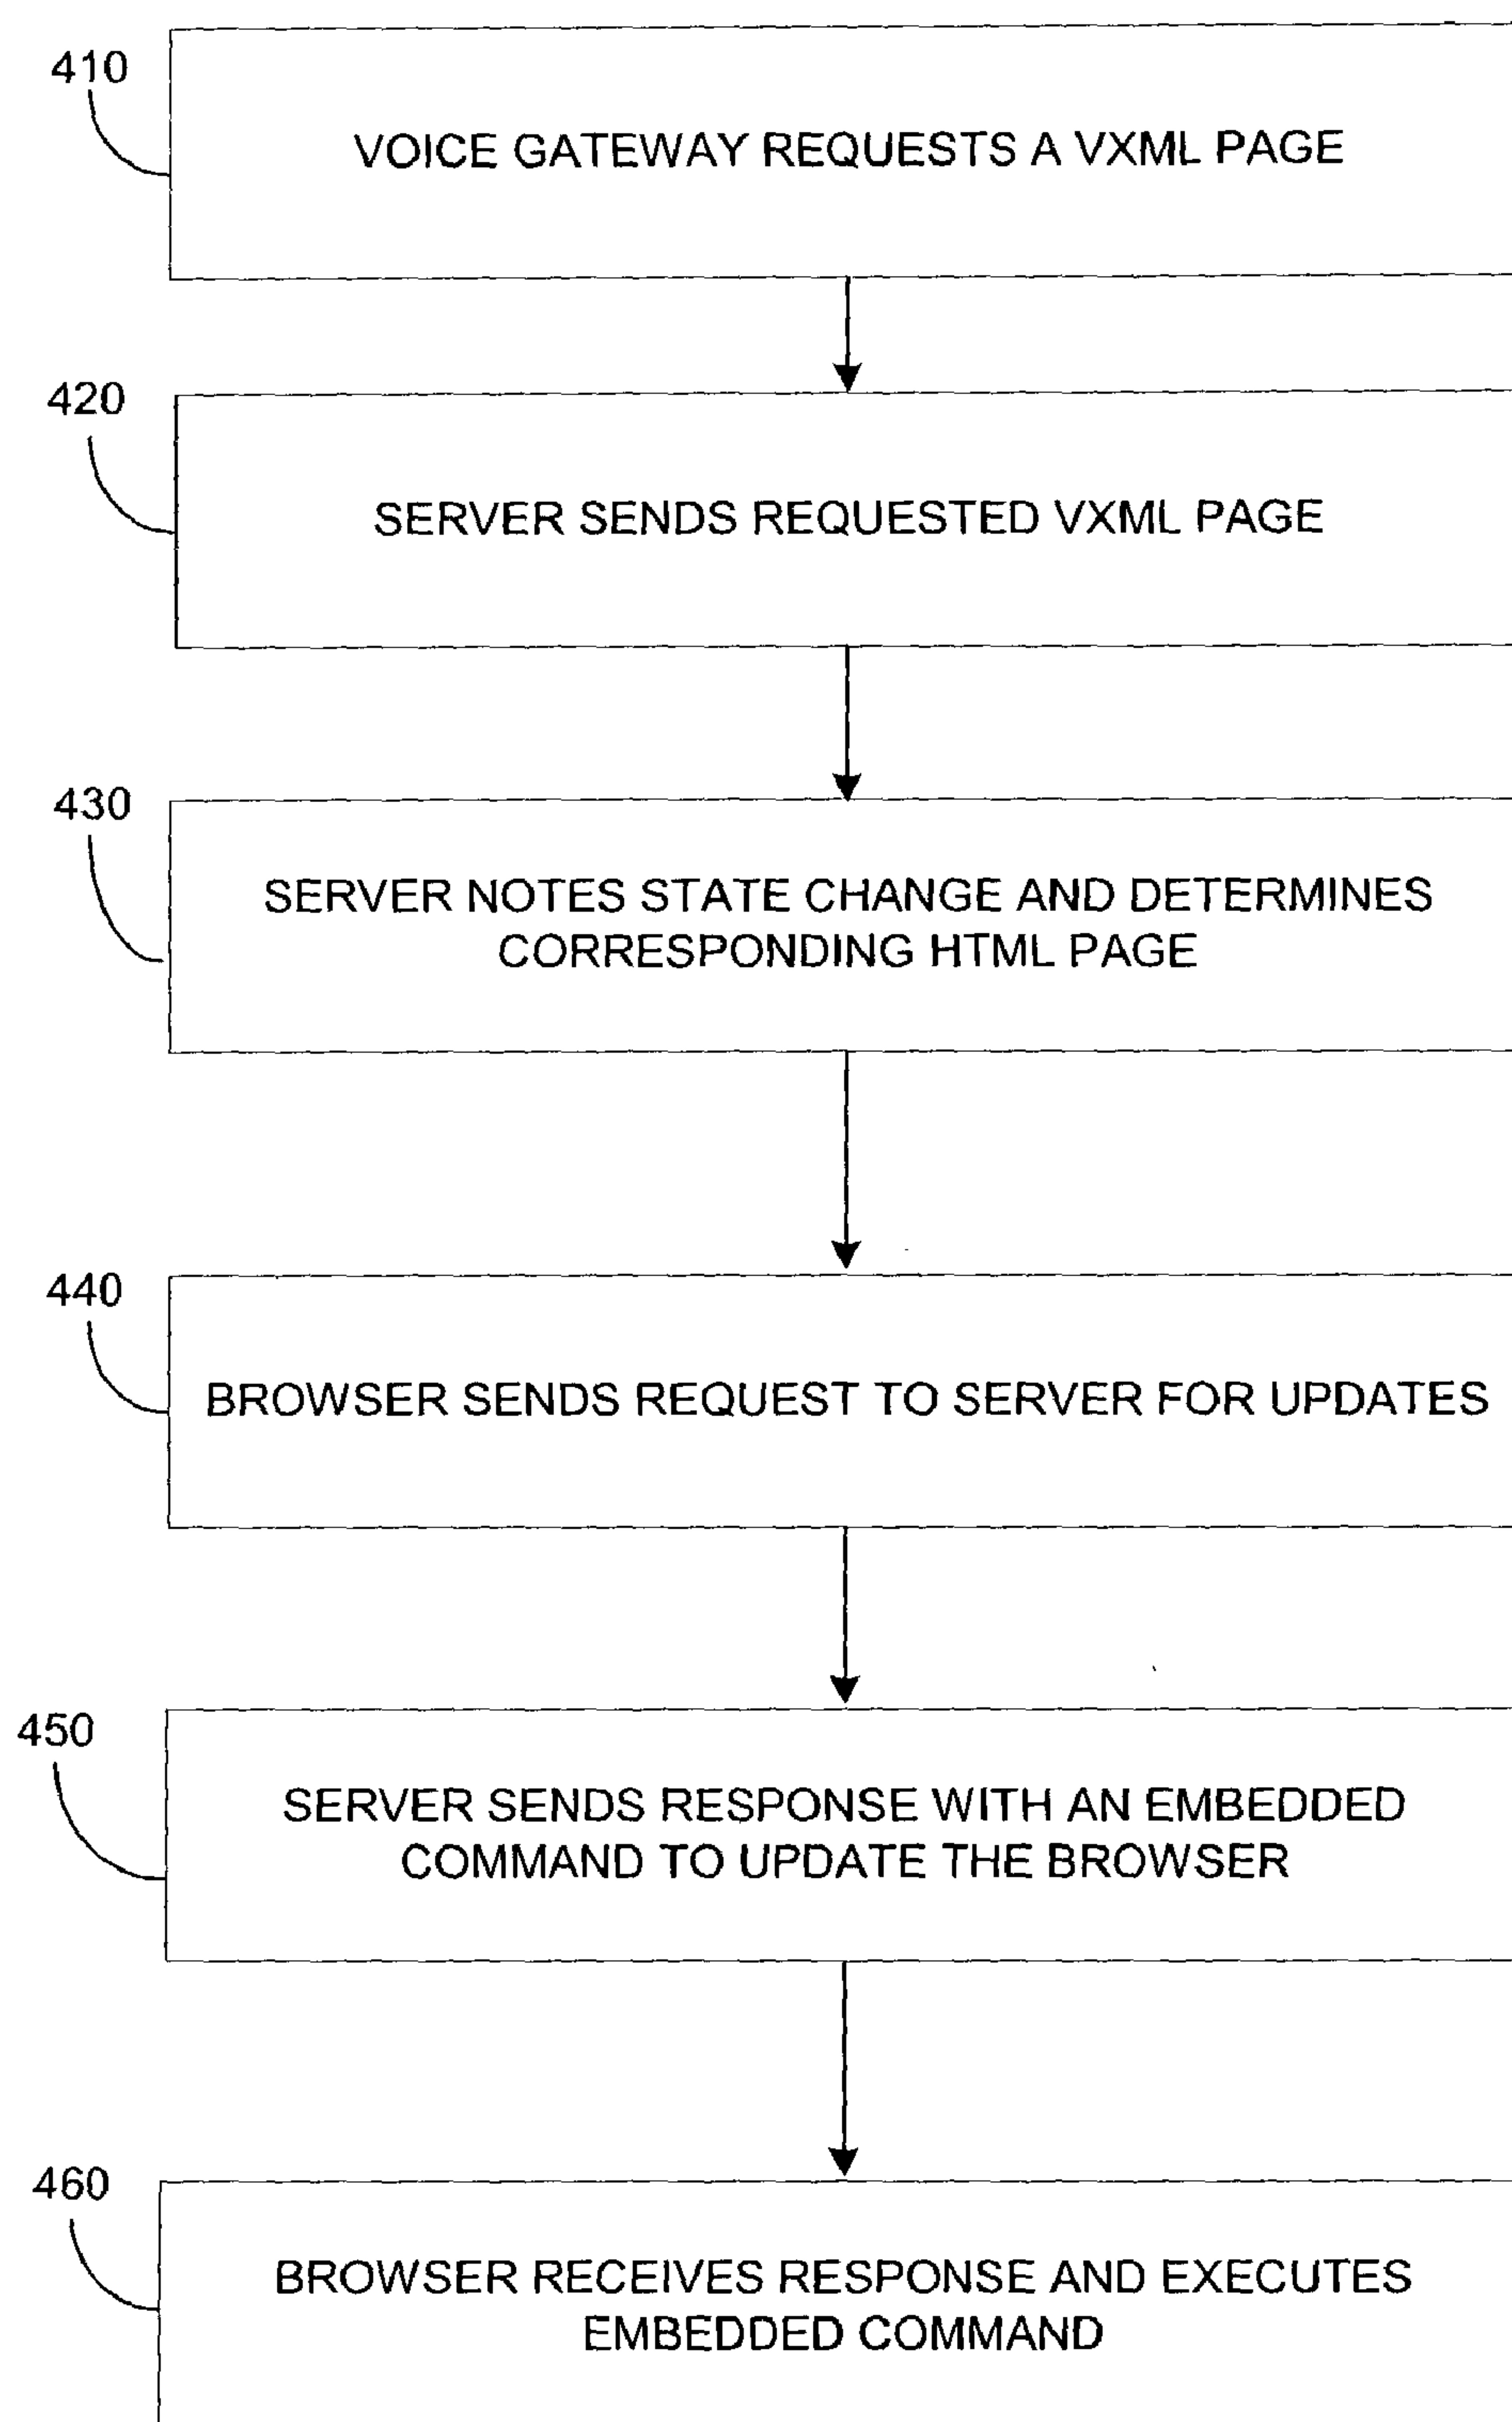 410
VOICE GATEWAY REQUESTS A VXML PAGE
420
SERVER SENDS REQUESTED VXML PAGE
430
SERVER NOTES STATE CHANGE AND DETERMINES
CORRESPONDING HTML PAGE
440
BROWSER SENDS REQUEST TO SERVER FOR UPDATES
450
SERVER SENDS RESPONSE WITH AN EMBEDDED
COMMAND TO UPDATE THE BROWSER
460
BROWSER RECEIVES RESPONSE AND EXECUTES
EMBEDDED COMMAND